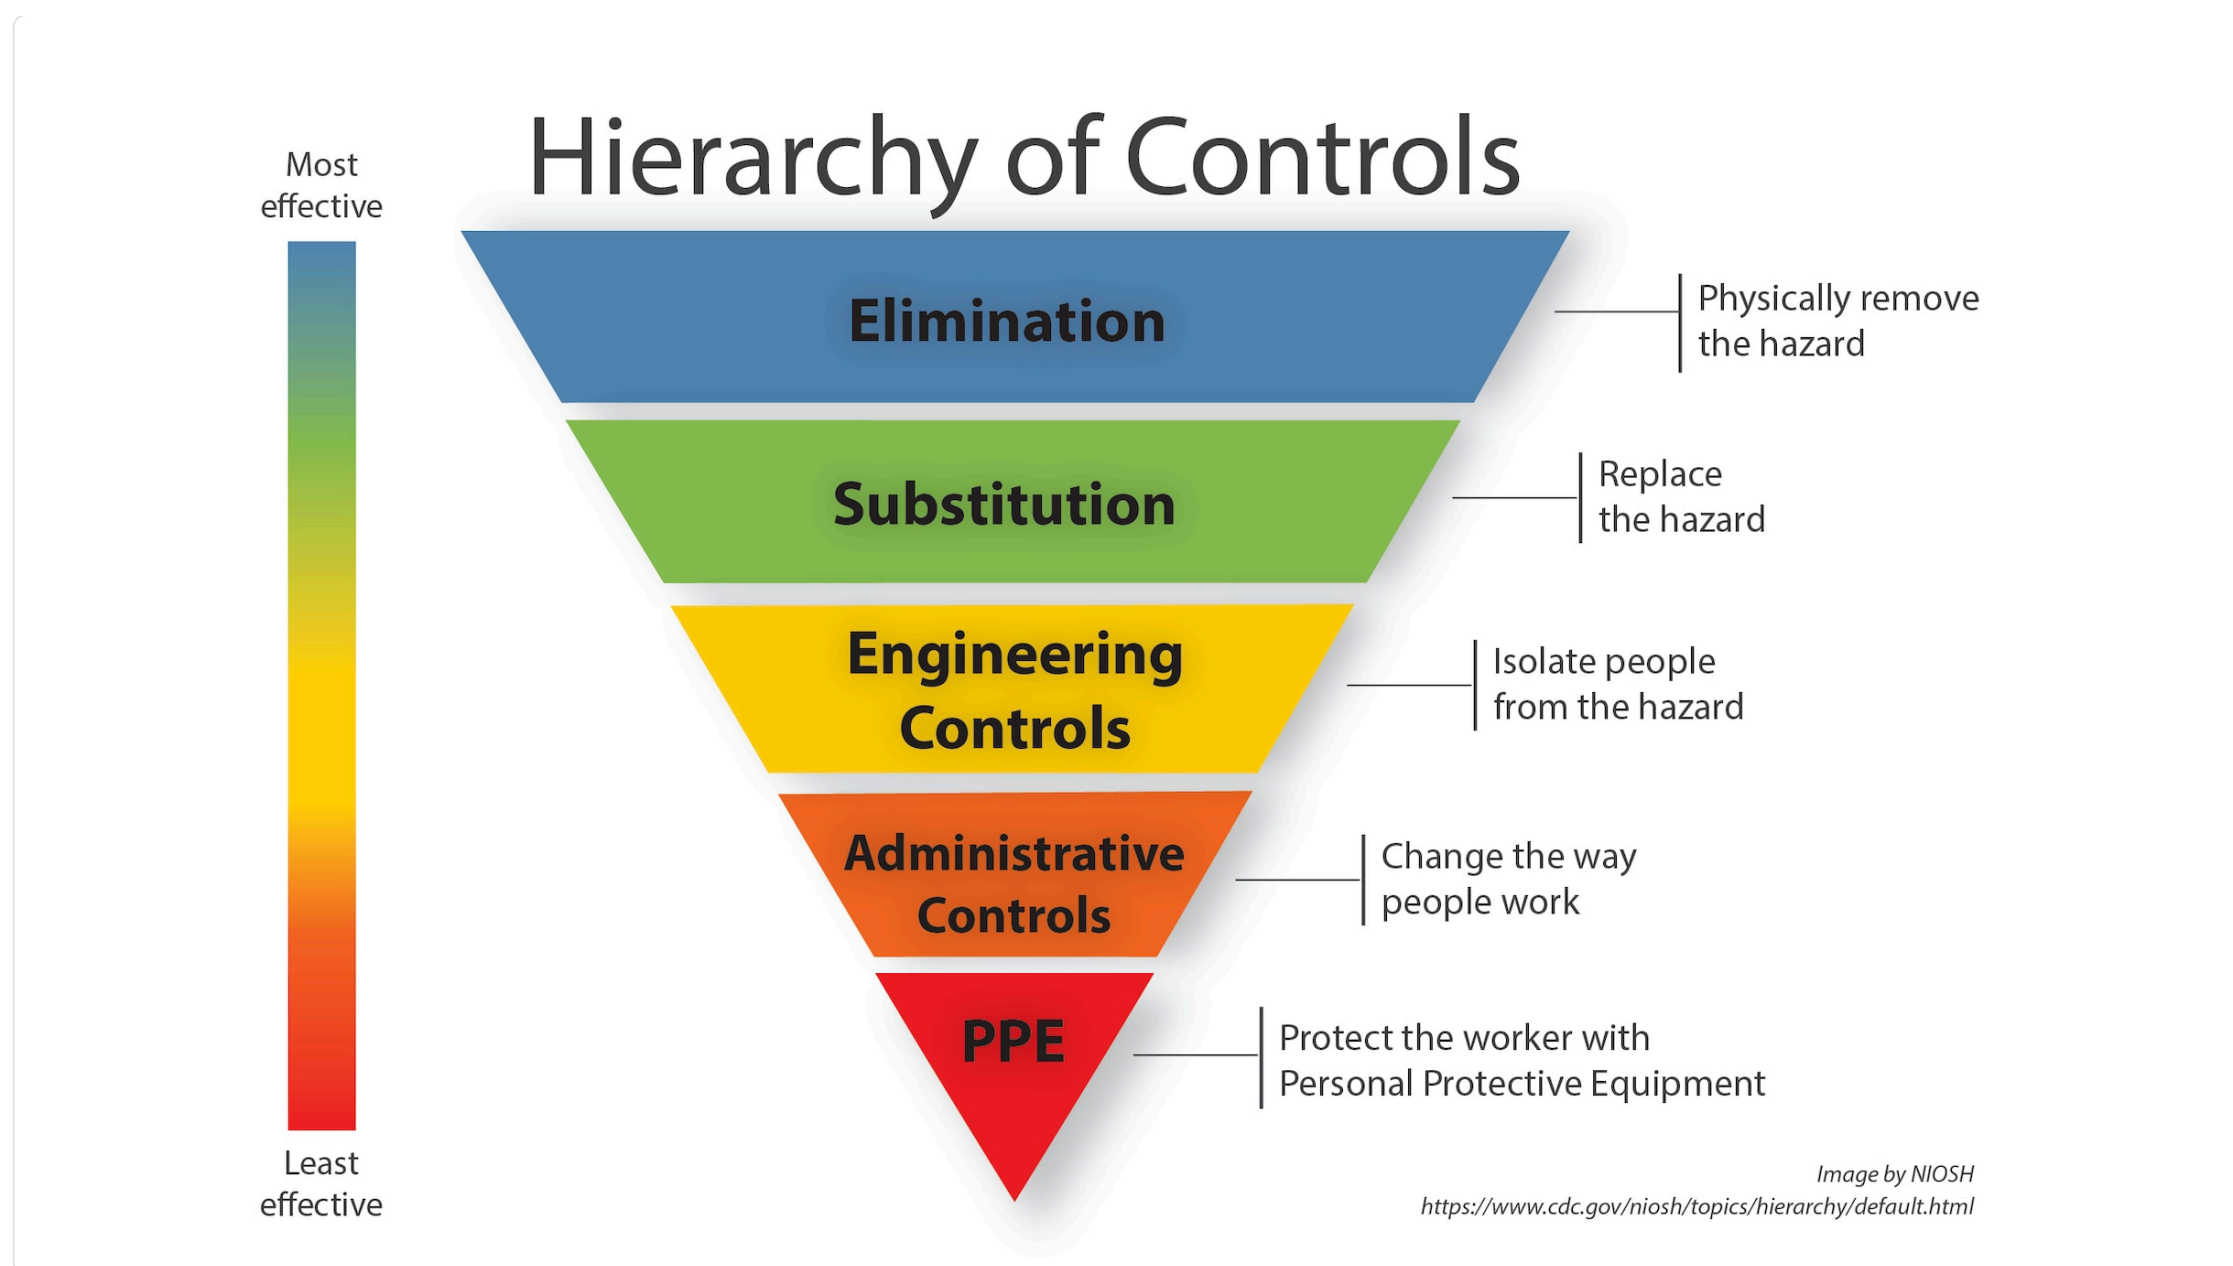 Hierarchy of Controls
Most
effective
Elimination
Physically remove
the hazard
Substitution
Replace
the hazard
Engineering
Controls
Isolate people
from the hazard
Administrative
Controls
Change the way
people work
PPE
Protect the worker with
Personal Protective Equipment
Least
effective
Image by NIOSH
https://www.cdc.gov/niosh/topics/hierarchy/default.html